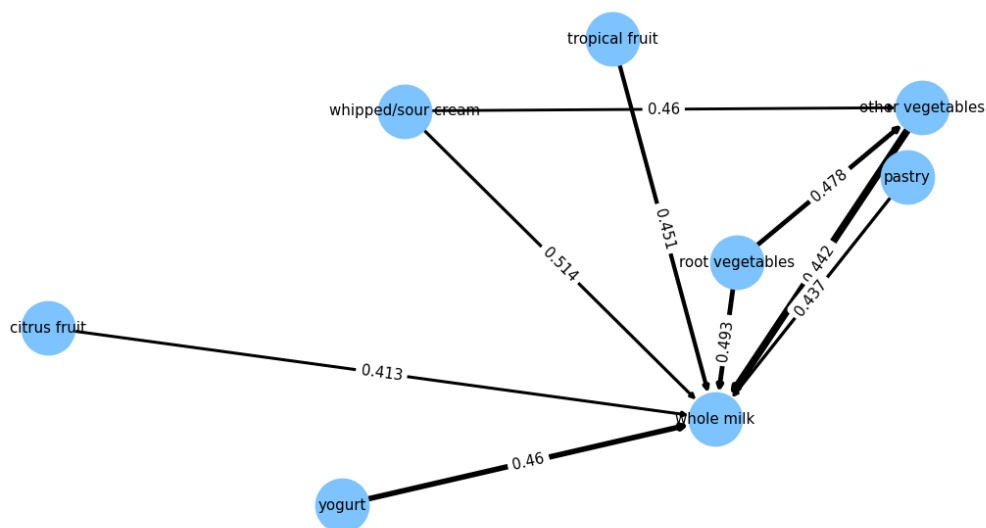 tropical fruit
whipped/sour cream
0.46
other vegetables
pastry
0.478
0.451
0.514
root vegetables
0.442
0.437
citrus fruit
0.493
0.413
whole milk
0.46
yogurt